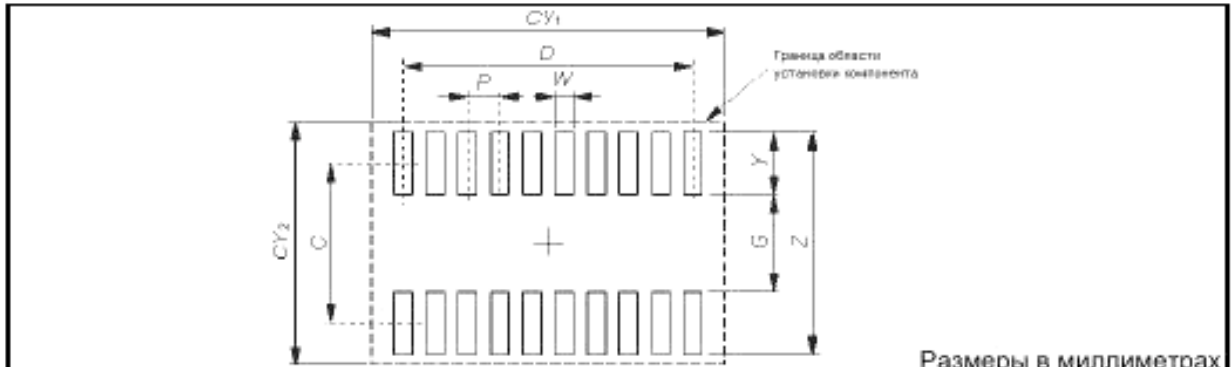 CY₁
D
Граница области
установки компонента
P
W
Y
CY₂
C
G
Z
Размеры в миллиметрах